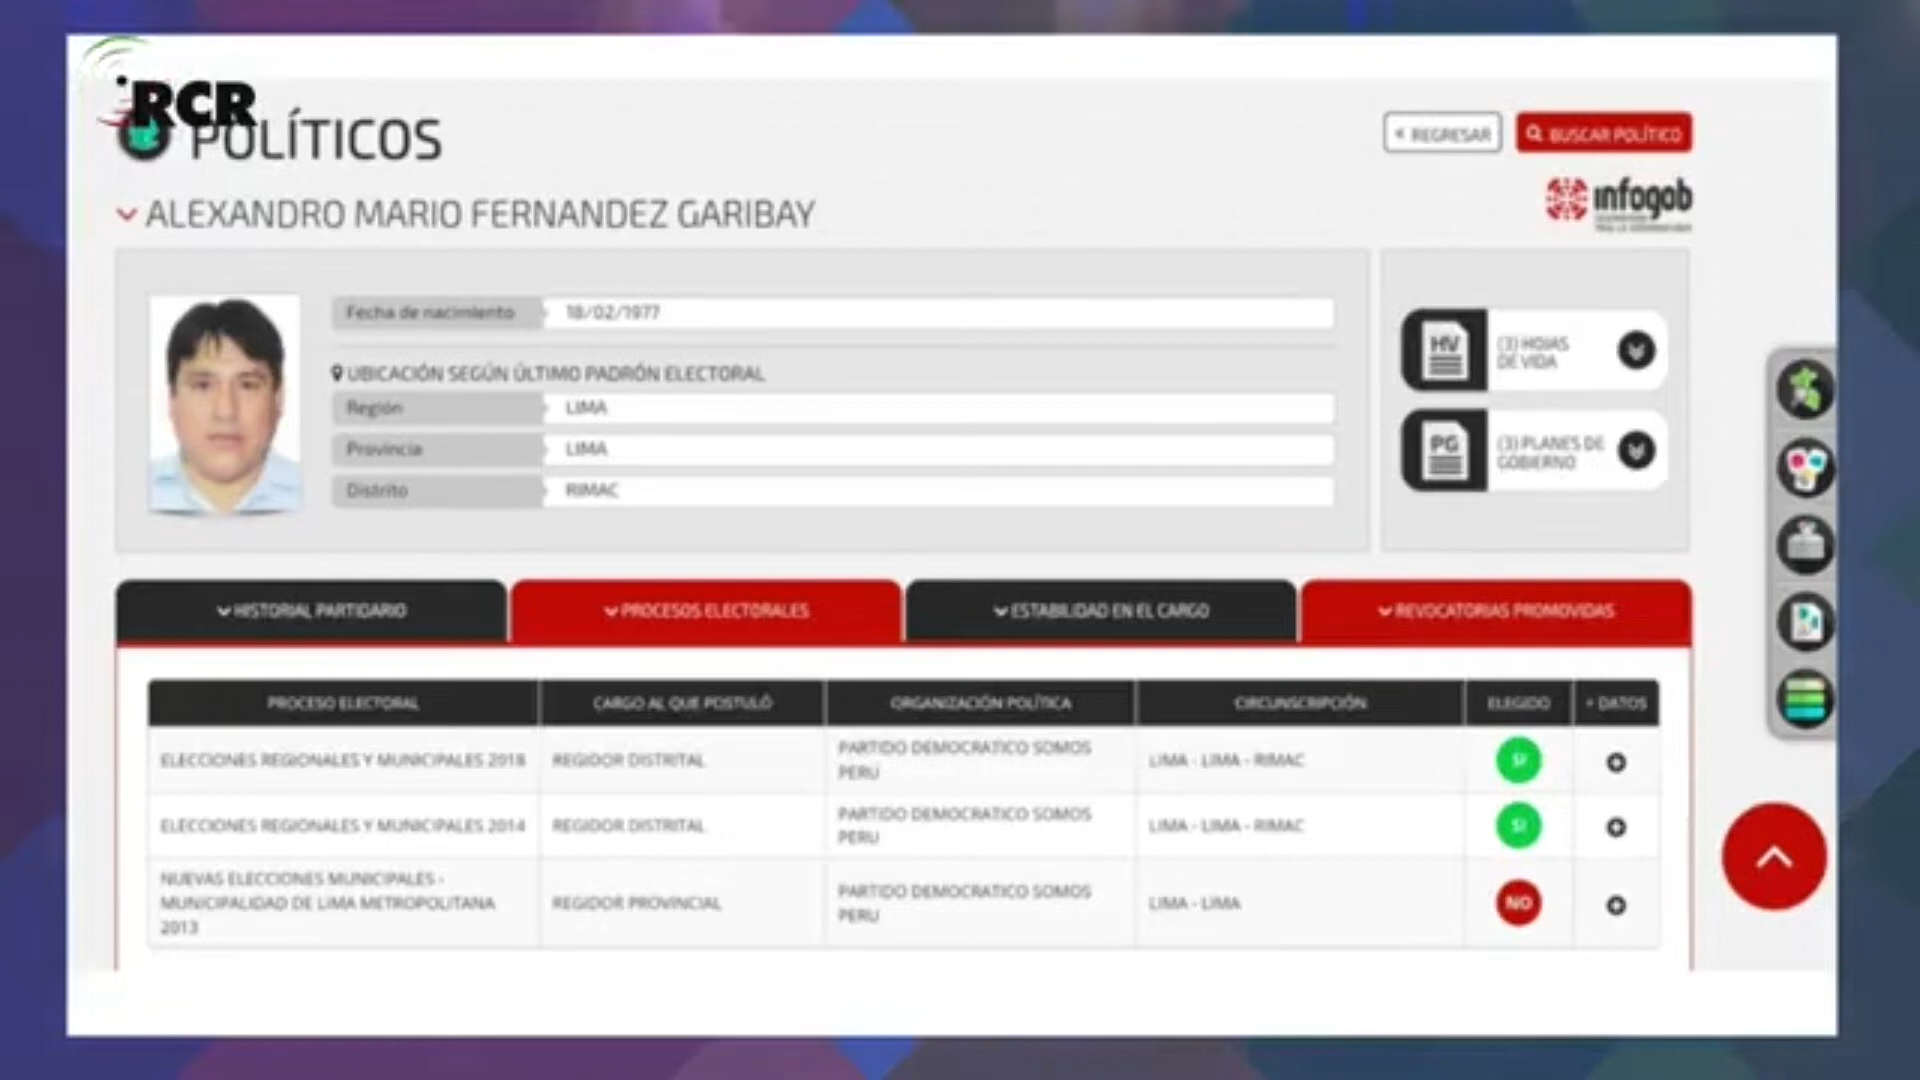 RCR
POLÍTICOS
< REGRESAR
BUSCAR POLÍTICO
infogob
ALEXANDRO MARIO FERNANDEZ GARIBAY
Fecha de nacimiento
18/02/1977
UBICACIÓN SEGÚN ÚLTIMO PADRÓN ELECTORAL
Región
LIMA
Provincia
LIMA
Distrito
RIMAC
HV
(3) HOJAS
DE VIDA
PG
(3) PLANES DE
GOBIERNO
HISTORIAL PARTIDARIO
PROCESOS ELECTORALES
ESTABILIDAD EN EL CARGO
REVOCATORIAS PROMOVIDAS
PROCESO ELECTORAL
CARGO AL QUE POSTULÓ
ORGANIZACIÓN POLÍTICA
CIRCUNSCRIPCIÓN
ELEGIDO
+ DATOS
ELECCIONES REGIONALES Y MUNICIPALES 2018
REGIDOR DISTRITAL
PARTIDO DEMOCRATICO SOMOS
PERU
LIMA - LIMA - RIMAC
SI
ELECCIONES REGIONALES Y MUNICIPALES 2014
REGIDOR DISTRITAL
PARTIDO DEMOCRATICO SOMOS
PERU
LIMA - LIMA - RIMAC
SI
NUEVAS ELECCIONES MUNICIPALES -
MUNICIPALIDAD DE LIMA METROPOLITANA
2013
REGIDOR PROVINCIAL
PARTIDO DEMOCRATICO SOMOS
PERU
LIMA - LIMA
NO